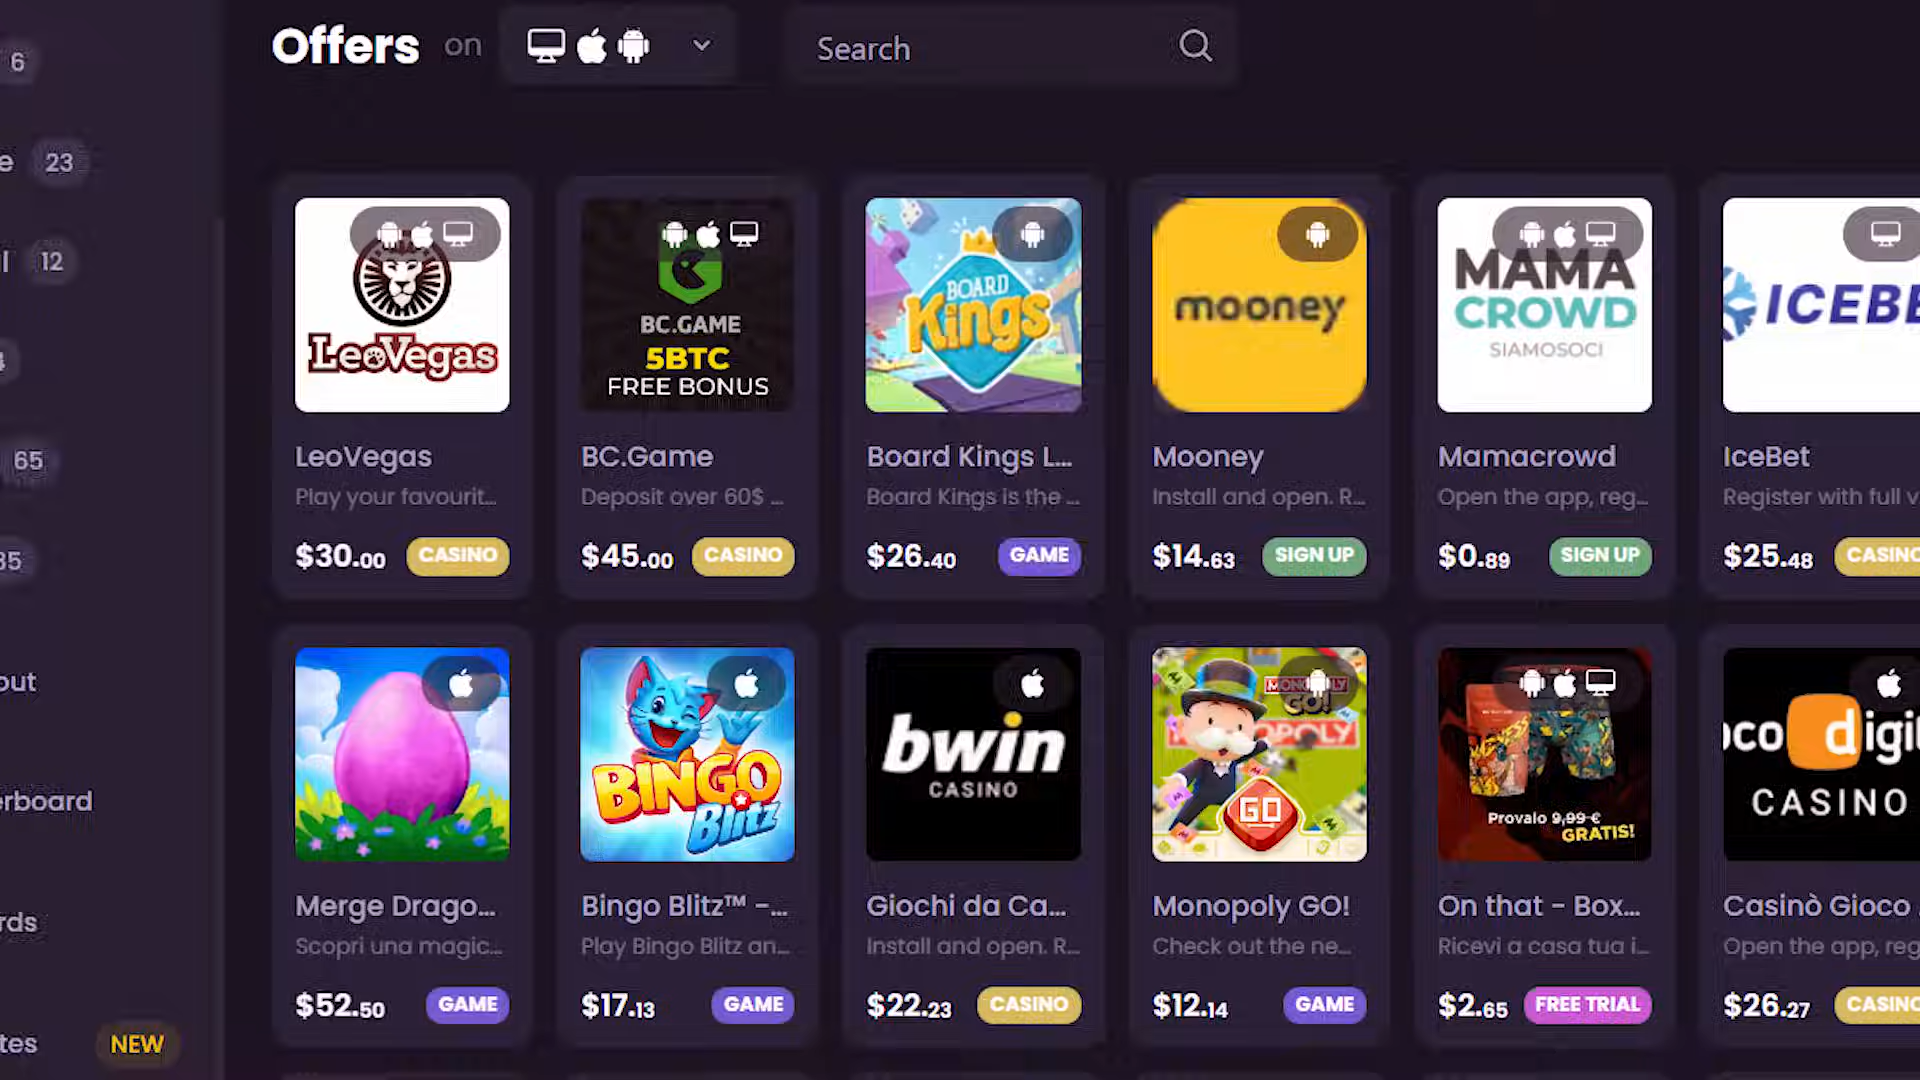 Offers on
Search
6
e 23
l 12
65
35
out
erboard
rds
tes NEW
LeoVegas
LeoVegas
Play your favourit...
$30.00 CASINO
BC.GAME
5BTC
FREE BONUS
BC.Game
Deposit over 60$ ...
$45.00 CASINO
BOARD
Kings
Board Kings L...
Board Kings is the ...
$26.40 GAME
mooney
Mooney
Install and open. R...
$14.63 SIGN UP
MAMA
CROWD
SIAMOSOCI
Mamacrowd
Open the app, reg...
$0.89 SIGN UP
ICEBE
IceBet
Register with full v
$25.48 CASINO
Merge Drago...
Scopri una magic...
$52.50 GAME
BINGO
Blitz
Bingo Blitz™ -...
Play Bingo Blitz an...
$17.13 GAME
bwin
CASINO
Giochi da Ca...
Install and open. R...
$22.23 CASINO
MONOPOLY
GO!
MONOPOLY
GO
Monopoly GO!
Check out the ne...
$12.14 GAME
Provalo 9,99 €
GRATIS!
On that - Box...
Ricevi a casa tua i...
$2.65 FREE TRIAL
oco digit
CASINO
Casinò Gioco
Open the app, reg
$26.27 CASINO